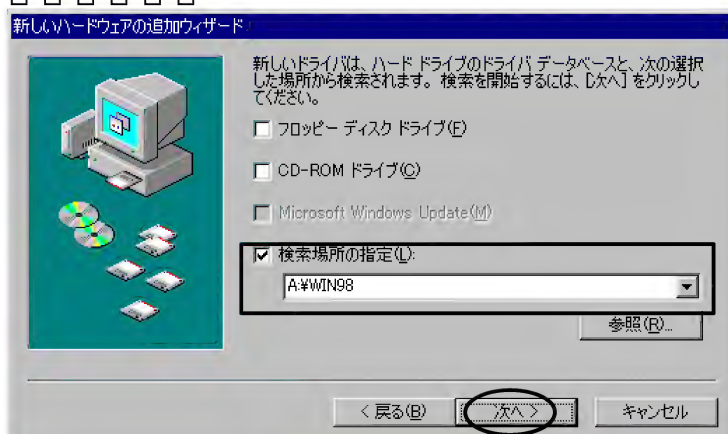 新しいハードウェアの追加ウィザード
新しいドライバは、ハード ドライブのドライバ データベースと、次の選択
した場所から検索されます。検索を開始するには、[次へ] をクリックし
てください。
フロッピー ディスク ドライブ(F)
CD-ROM ドライブ(C)
Microsoft Windows Update(M)
検索場所の指定(L):
A:¥WIN98
参照(R)...
< 戻る(B)
次へ >
キャンセル